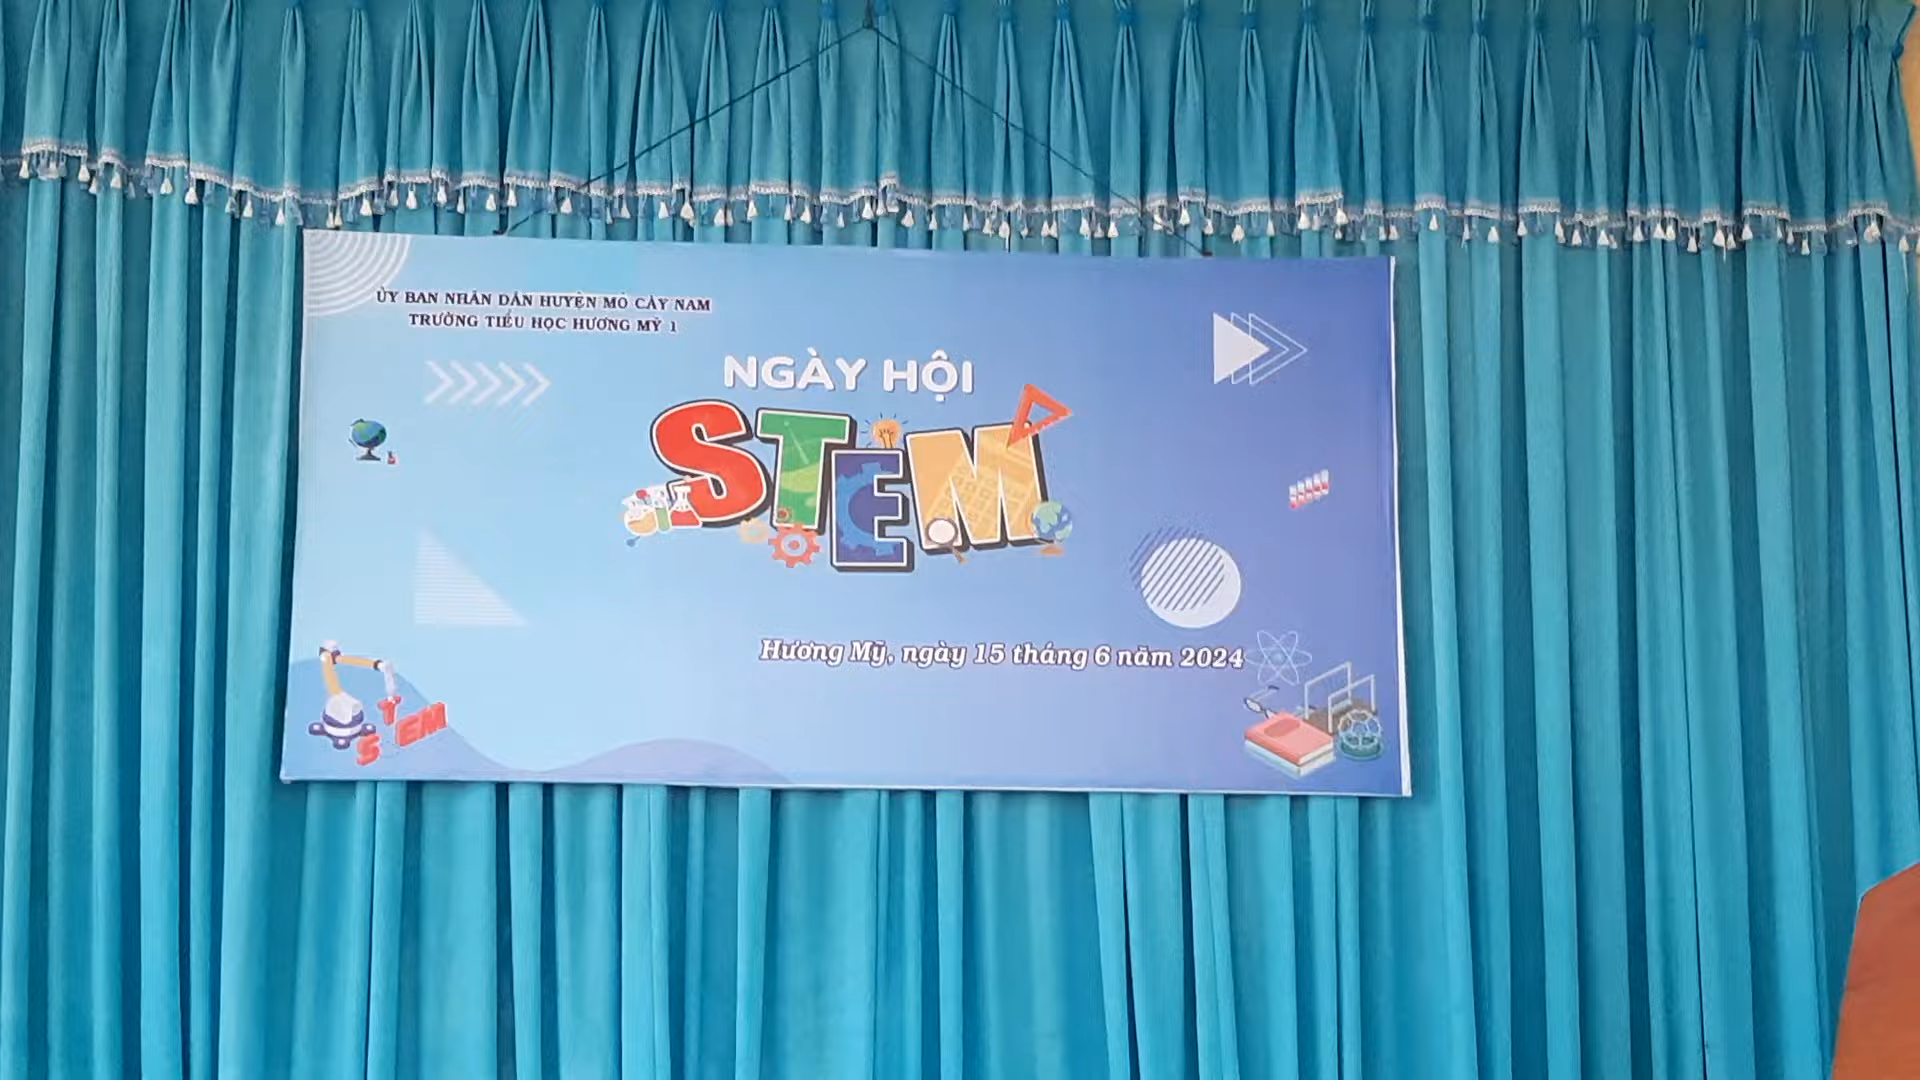 ỦY BAN NHÂN DÂN HUYỆN MỎ CÀY NAM
TRƯỜNG TIỂU HỌC HƯƠNG MỸ 1
NGÀY HỘI
STEM
Hương Mỹ, ngày 15 tháng 6 năm 2024
STEM